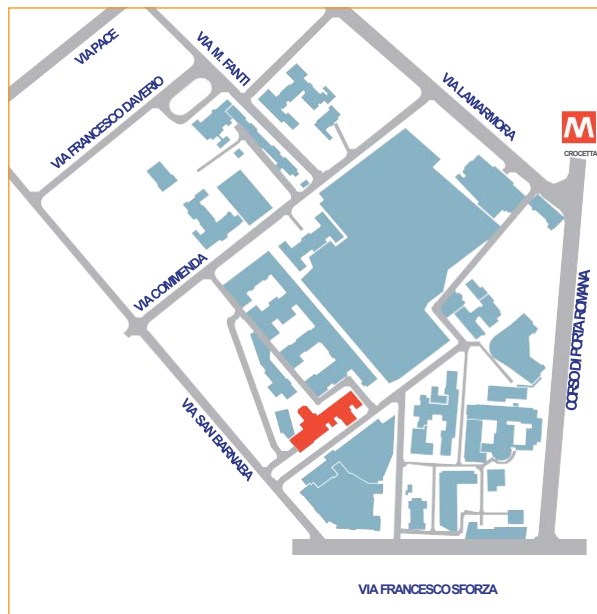 VIA PACE
VIA M. FANTI
VIA FRANCESCO DAVERIO
VIA LAMARMORA
M
CROCETTA
VIA COMMENDA
CORSO DI PORTA ROMANA
VIA SAN BARNABA
VIA FRANCESCO SFORZA